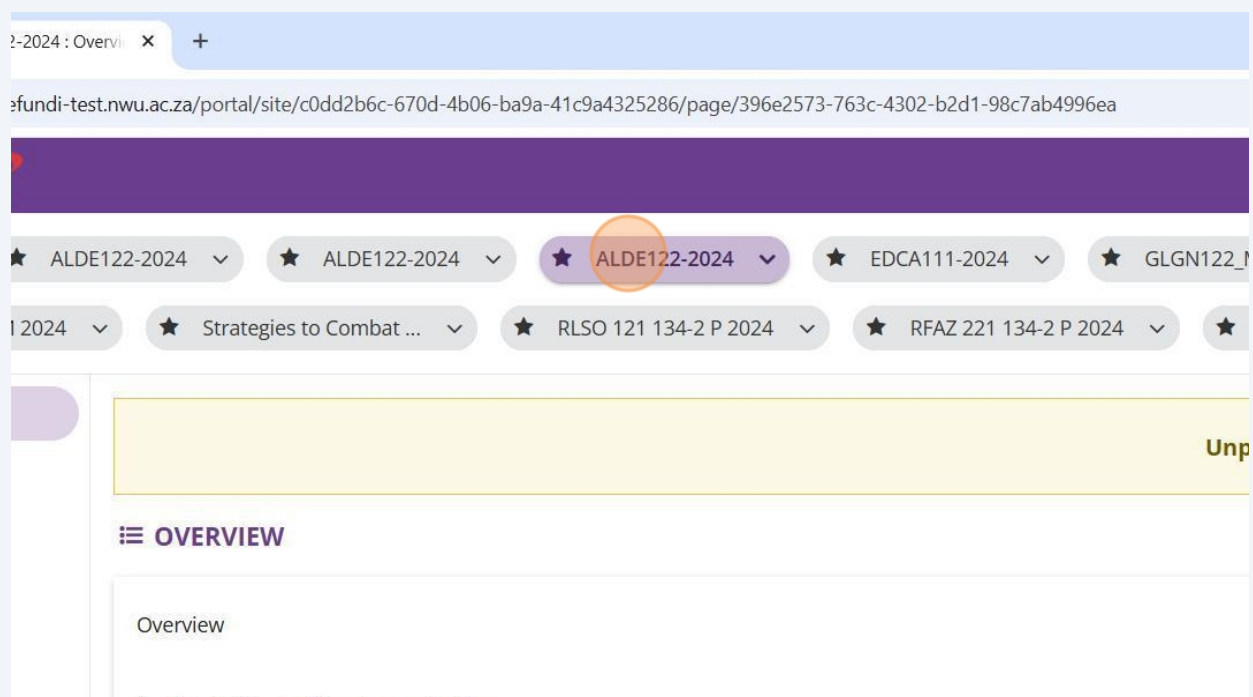 2-2024 : Overvi
efundi-test.nwu.ac.za/portal/site/c0dd2b6c-670d-4b06-ba9a-41c9a4325286/page/396e2573-763c-4302-b2d1-98c7ab4996ea
ALDE122-2024 ALDE122-2024 ALDE122-2024 EDCA111-2024 GLGN122_
1 2024 Strategies to Combat ... RLSO 121 134-2 P 2024 RFAZ 221 134-2 P 2024
Unp
OVERVIEW
Overview